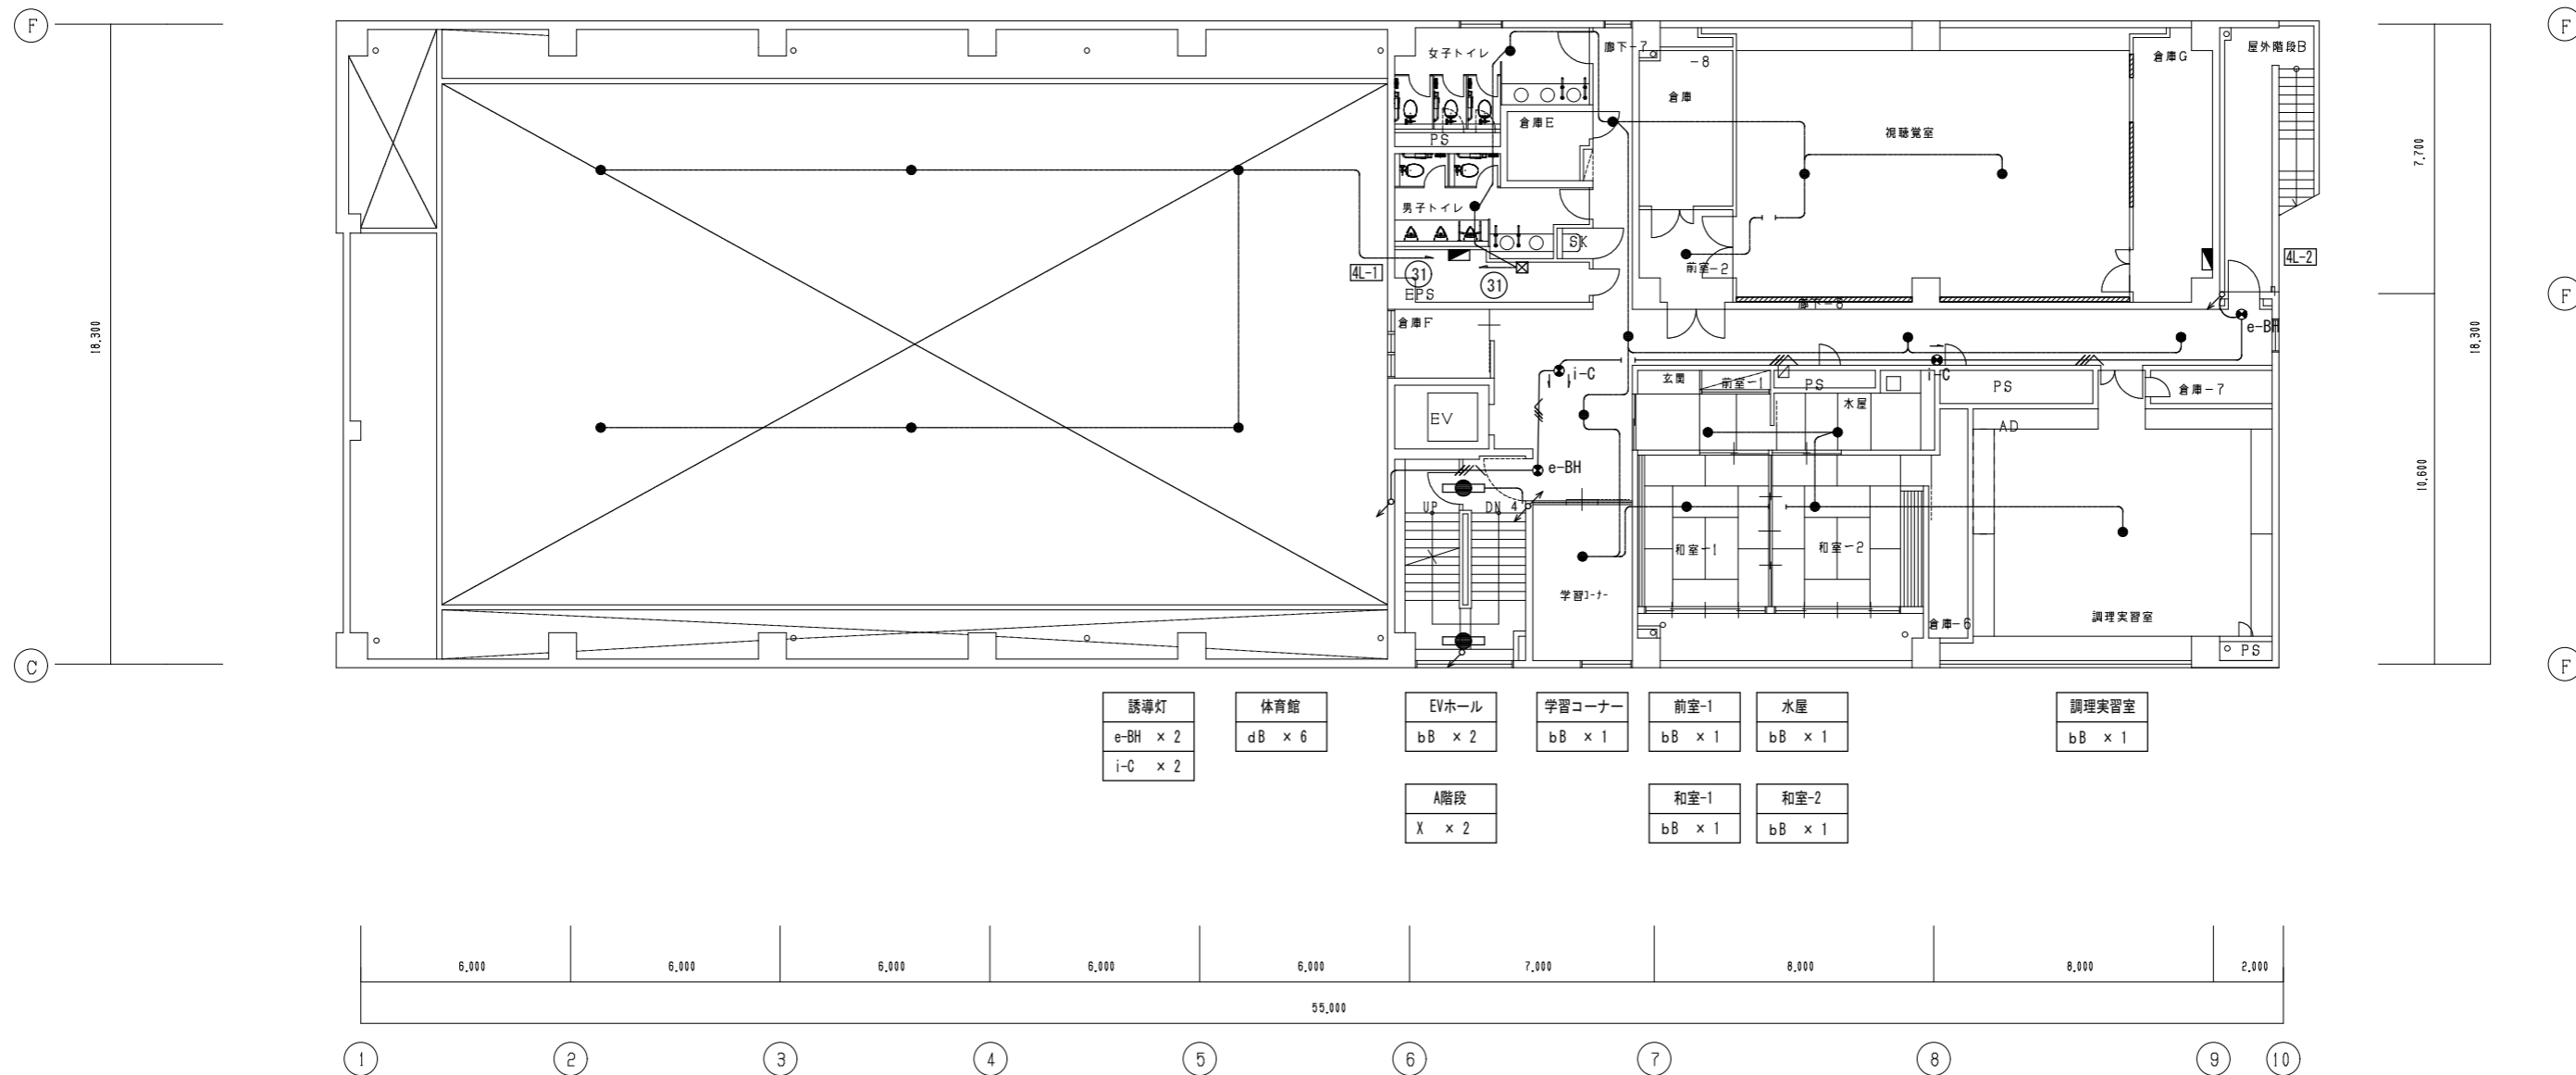 F
F
女子トイレ
廊下-7
-8
倉庫G
屋外階段B
倉庫
倉庫E
視聴覚室
7,700
PS
男子トイレ
SK
前室-2
4L-1
31
31
4L-2
EPS
廊下-8
F
倉庫F
e-BH
18,300
18,300
i-C
i-C
玄関
前室-1
PS
PS
倉庫-7
水屋
EV
AD
e-BH
10,600
UP
DN 4
和室-1
和室-2
学習コーナー
倉庫-6
調理実習室
PS
C
F
誘導灯
e-BH × 2
i-C × 2
体育館
dB × 6
EVホール
bB × 2
学習コーナー
bB × 1
前室-1
bB × 1
水屋
bB × 1
調理実習室
bB × 1
A階段
X × 2
和室-1
bB × 1
和室-2
bB × 1
6,000
6,000
6,000
6,000
6,000
7,000
8,000
8,000
2,000
55,000
1
2
3
4
5
6
7
8
9
10